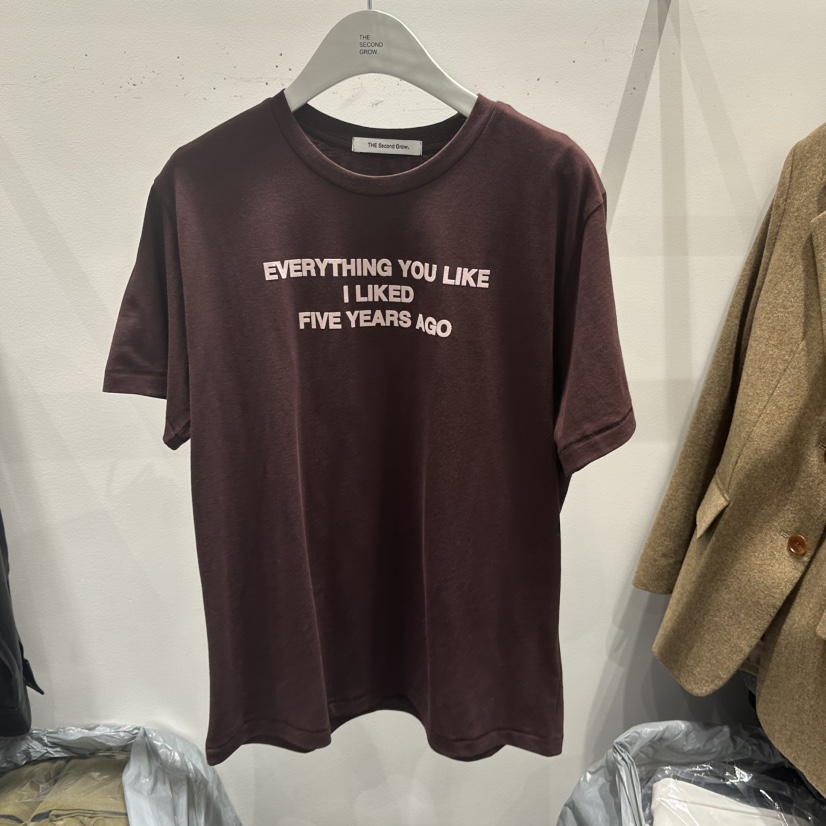 THE
SECOND
GROW.
THE Second Grow.
EVERYTHING YOU LIKE
I LIKED
FIVE YEARS AGO